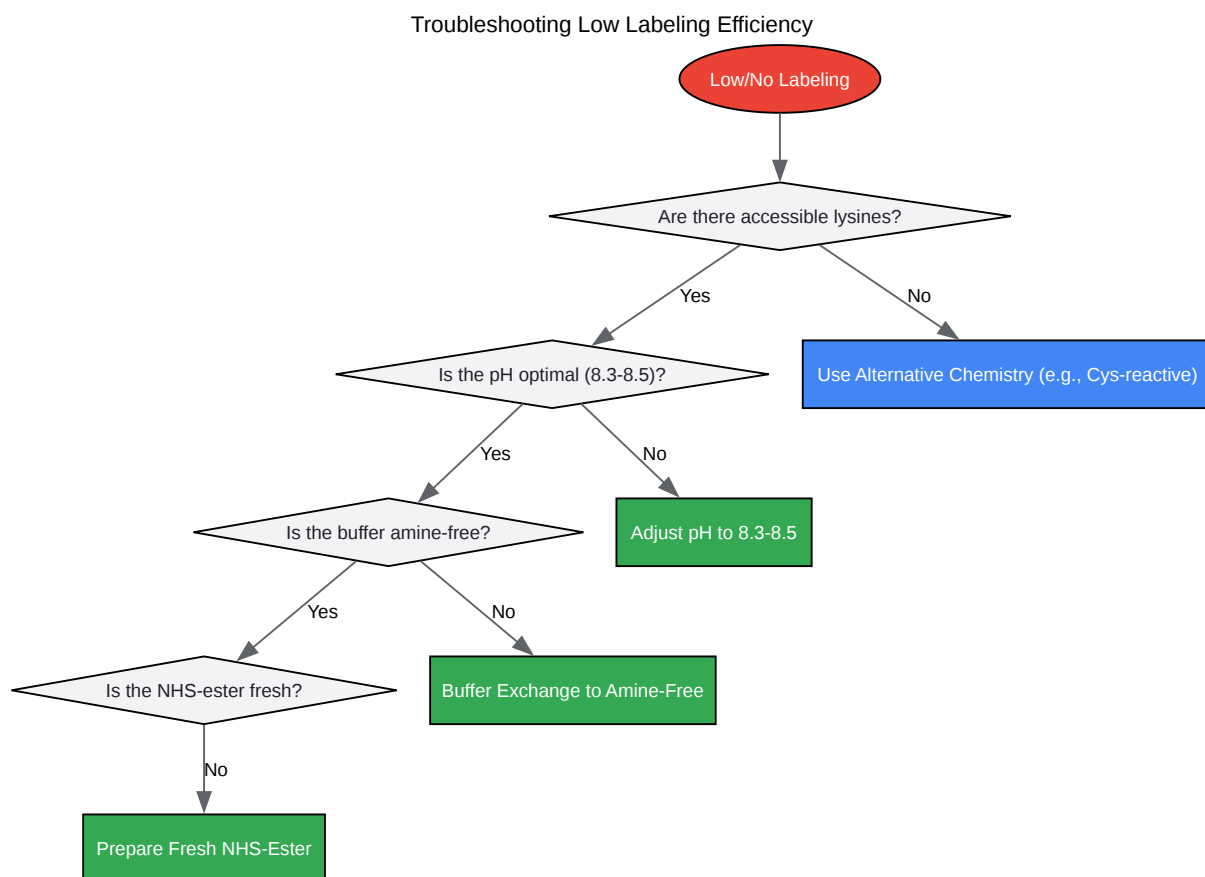 Troubleshooting Low Labeling Efficiency
Low/No Labeling
Are there accessible lysines?
Yes
No
Is the pH optimal (8.3-8.5)?
Use Alternative Chemistry (e.g., Cys-reactive)
Yes
No
Is the buffer amine-free?
Adjust pH to 8.3-8.5
Yes
No
Is the NHS-ester fresh?
Buffer Exchange to Amine-Free
No
Prepare Fresh NHS-Ester